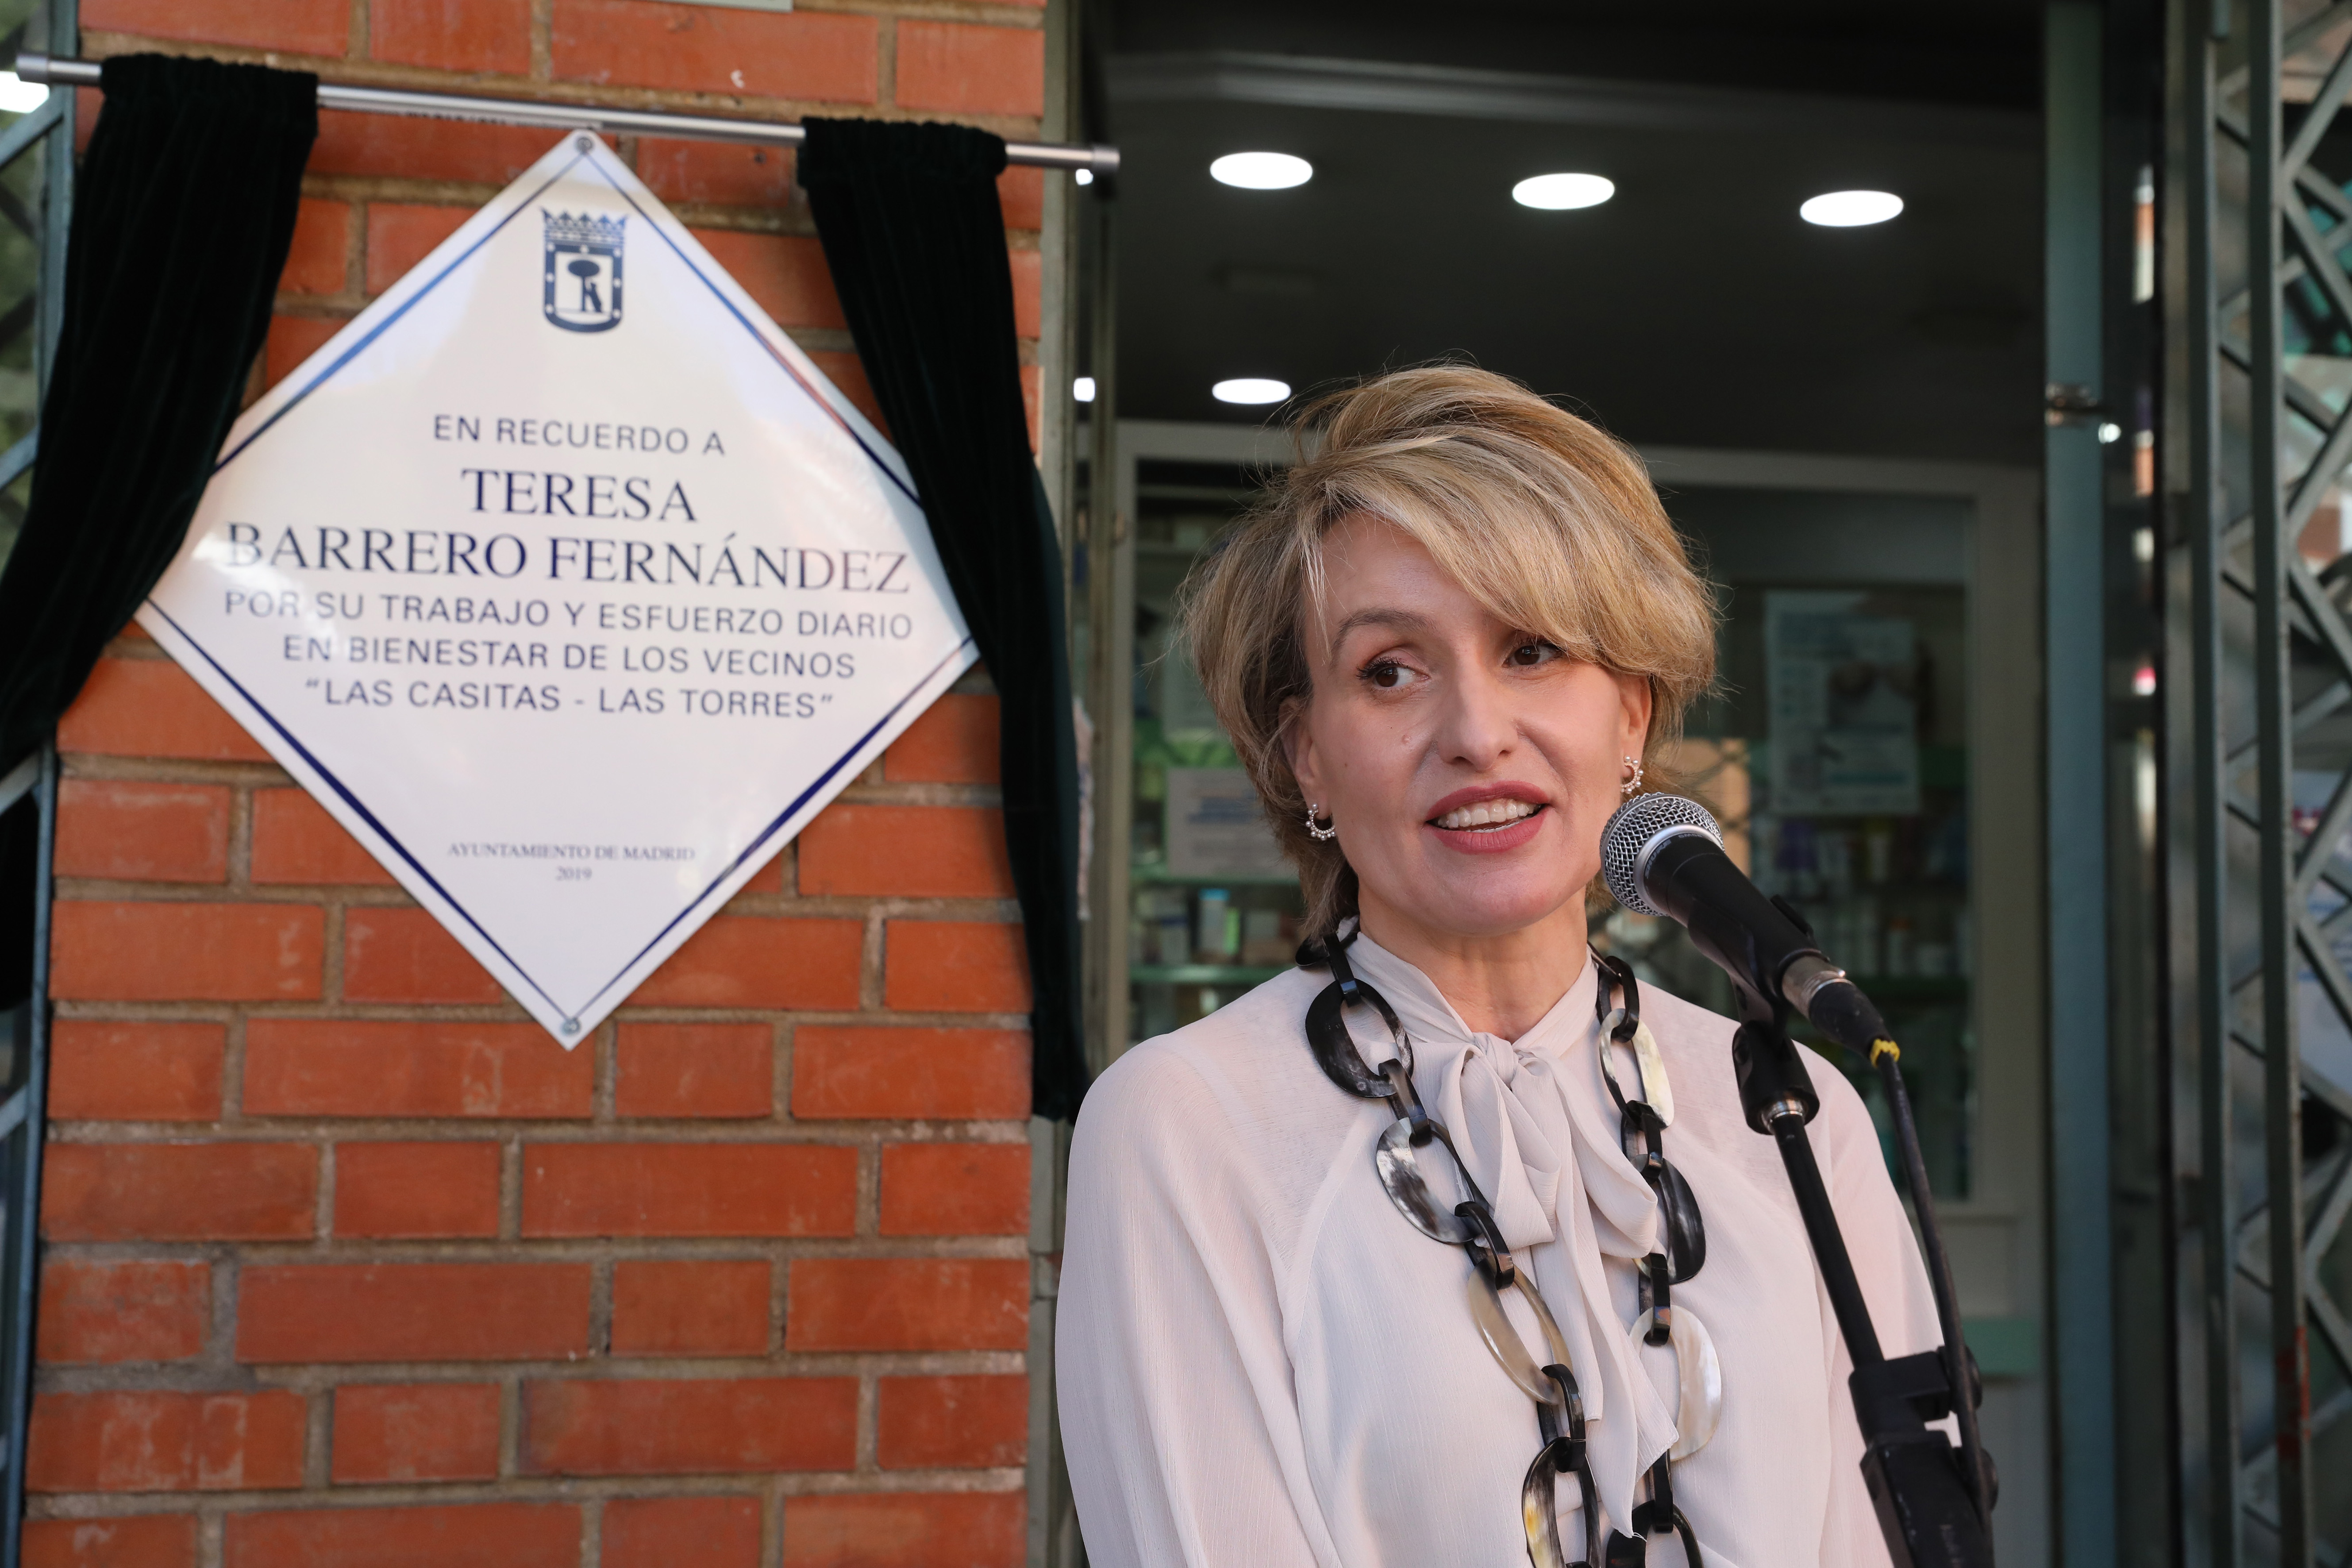 EN RECUERDO A
TERESA
BARRERO FERNÁNDEZ
POR SU TRABAJO Y ESFUERZO DIARIO
EN BIENESTAR DE LOS VECINOS
“LAS CASITAS - LAS TORRES”
AYUNTAMIENTO DE MADRID
2019